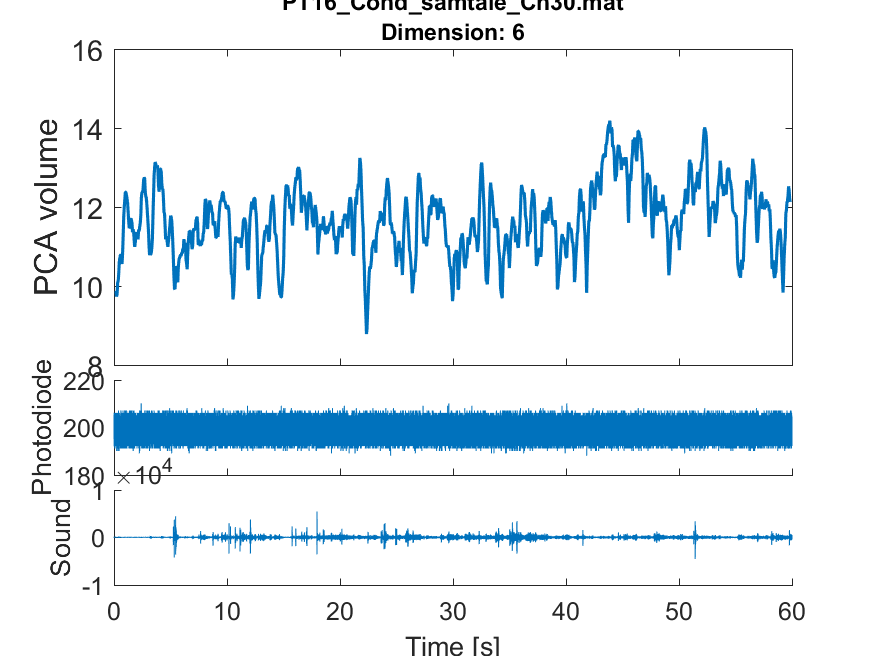 PT16_Cond_samtale_Ch30.mat
Dimension: 6
16
14
12
10
8
PCA volume
220
200
180
Photodiode
×10⁴
1
0
-1
Sound
0 10 20 30 40 50 60
Time [s]